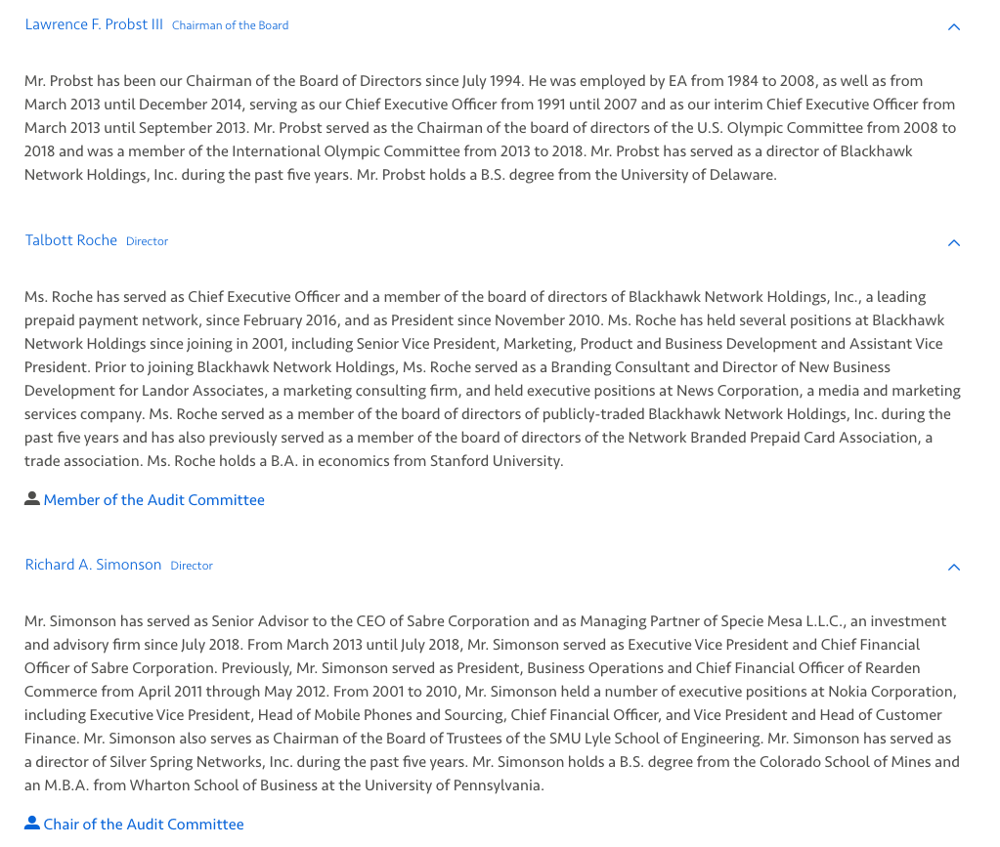 Lawrence F. Probst III Chairman of the Board
Mr. Probst has been our Chairman of the Board of Directors since July 1994. He was employed by EA from 1984 to 2008, as well as from
March 2013 until December 2014, serving as our Chief Executive Officer from 1991 until 2007 and as our interim Chief Executive Officer from
March 2013 until September 2013. Mr. Probst served as the Chairman of the board of directors of the U.S. Olympic Committee from 2008 to
2018 and was a member of the International Olympic Committee from 2013 to 2018. Mr. Probst has served as a director of Blackhawk
Network Holdings, Inc. during the past five years. Mr. Probst holds a B.S. degree from the University of Delaware.
Talbott Roche Director
Ms. Roche has served as Chief Executive Officer and a member of the board of directors of Blackhawk Network Holdings, Inc., a leading
prepaid payment network, since February 2016, and as President since November 2010. Ms. Roche has held several positions at Blackhawk
Network Holdings since joining in 2001, including Senior Vice President, Marketing, Product and Business Development and Assistant Vice
President. Prior to joining Blackhawk Network Holdings, Ms. Roche served as a Branding Consultant and Director of New Business
Development for Landor Associates, a marketing consulting firm, and held executive positions at News Corporation, a media and marketing
services company. Ms. Roche served as a member of the board of directors of publicly-traded Blackhawk Network Holdings, Inc. during the
past five years and has also previously served as a member of the board of directors of the Network Branded Prepaid Card Association, a
trade association. Ms. Roche holds a B.A. in economics from Stanford University.
Member of the Audit Committee
Richard A. Simonson Director
Mr. Simonson has served as Senior Advisor to the CEO of Sabre Corporation and as Managing Partner of Specie Mesa L.L.C., an investment
and advisory firm since July 2018. From March 2013 until July 2018, Mr. Simonson served as Executive Vice President and Chief Financial
Officer of Sabre Corporation. Previously, Mr. Simonson served as President, Business Operations and Chief Financial Officer of Rearden
Commerce from April 2011 through May 2012. From 2001 to 2010, Mr. Simonson held a number of executive positions at Nokia Corporation,
including Executive Vice President, Head of Mobile Phones and Sourcing, Chief Financial Officer, and Vice President and Head of Customer
Finance. Mr. Simonson also serves as Chairman of the Board of Trustees of the SMU Lyle School of Engineering. Mr. Simonson has served as
a director of Silver Spring Networks, Inc. during the past five years. Mr. Simonson holds a B.S. degree from the Colorado School of Mines and
an M.B.A. from Wharton School of Business at the University of Pennsylvania.
Chair of the Audit Committee